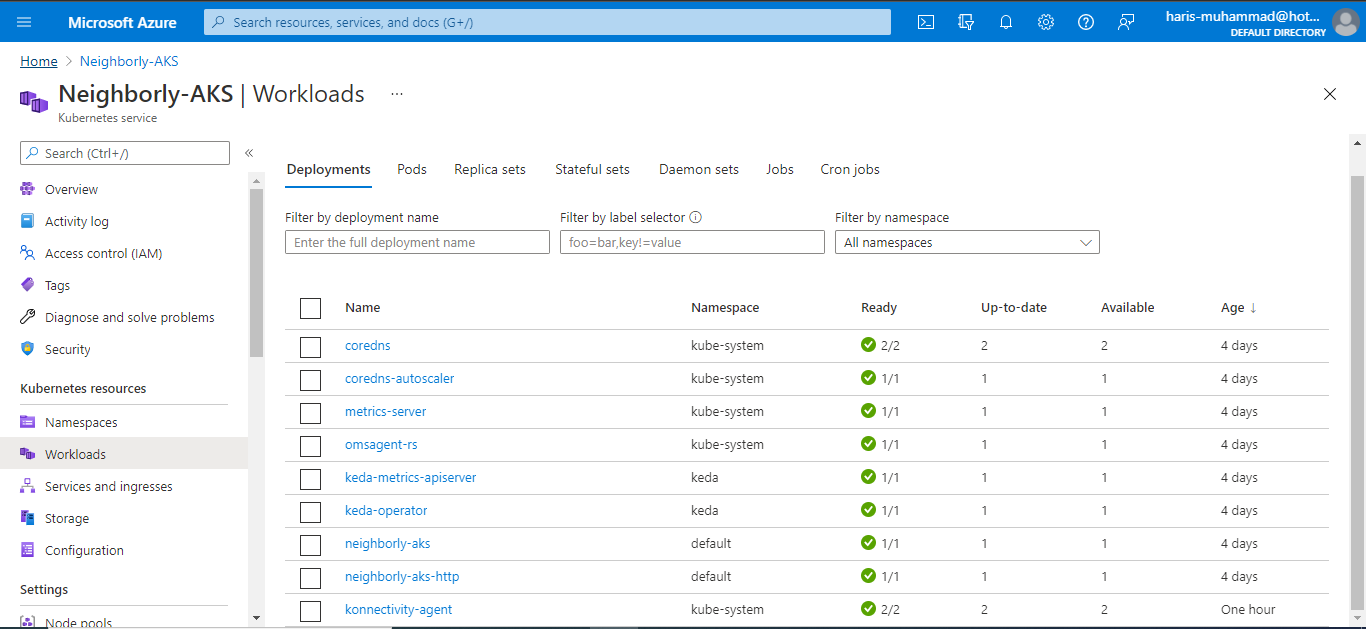 Microsoft Azure
Search resources, services, and docs (G+/)
haris-muhammad@hot...
DEFAULT DIRECTORY
Home > Neighborly-AKS
Neighborly-AKS | Workloads ...
Kubernetes service
Search (Ctrl+/)
«
Overview
Activity log
Access control (IAM)
Tags
Diagnose and solve problems
Security
Kubernetes resources
Namespaces
Workloads
Services and ingresses
Storage
Configuration
Settings
Node pools
Deployments Pods Replica sets Stateful sets Daemon sets Jobs Cron jobs
Filter by deployment name Filter by label selector Filter by namespace
Enter the full deployment name foo=bar,key!=value All namespaces
Name Namespace Ready Up-to-date Available Age ↓
coredns kube-system 2/2 2 2 4 days
coredns-autoscaler kube-system 1/1 1 1 4 days
metrics-server kube-system 1/1 1 1 4 days
omsagent-rs kube-system 1/1 1 1 4 days
keda-metrics-apiserver keda 1/1 1 1 4 days
keda-operator keda 1/1 1 1 4 days
neighborly-aks default 1/1 1 1 4 days
neighborly-aks-http default 1/1 1 1 4 days
konnectivity-agent kube-system 2/2 2 2 One hour